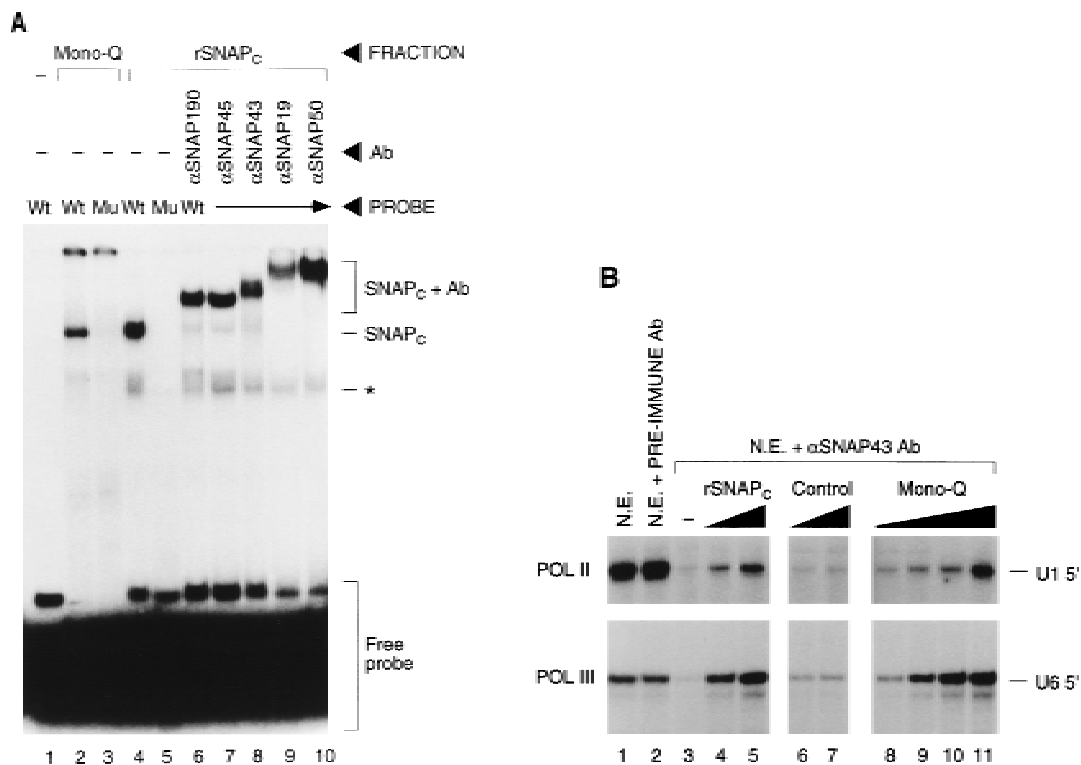 A
Mono-Q rSNAPC ◄ FRACTION
–
αSNAP190
αSNAP45
αSNAP43
αSNAP19
αSNAP50
– – – – – ◄ Ab
Wt Wt Mu Wt Mu Wt ◄ PROBE
SNAPC + Ab
– SNAPC
– *
Free
probe
1 2 3 4 5 6 7 8 9 10
B
N.E.
N.E. + PRE-IMMUNE Ab
N.E. + αSNAP43 Ab
– rSNAPC Control Mono-Q
POL II — U1 5'
POL III — U6 5'
1 2 3 4 5 6 7 8 9 10 11